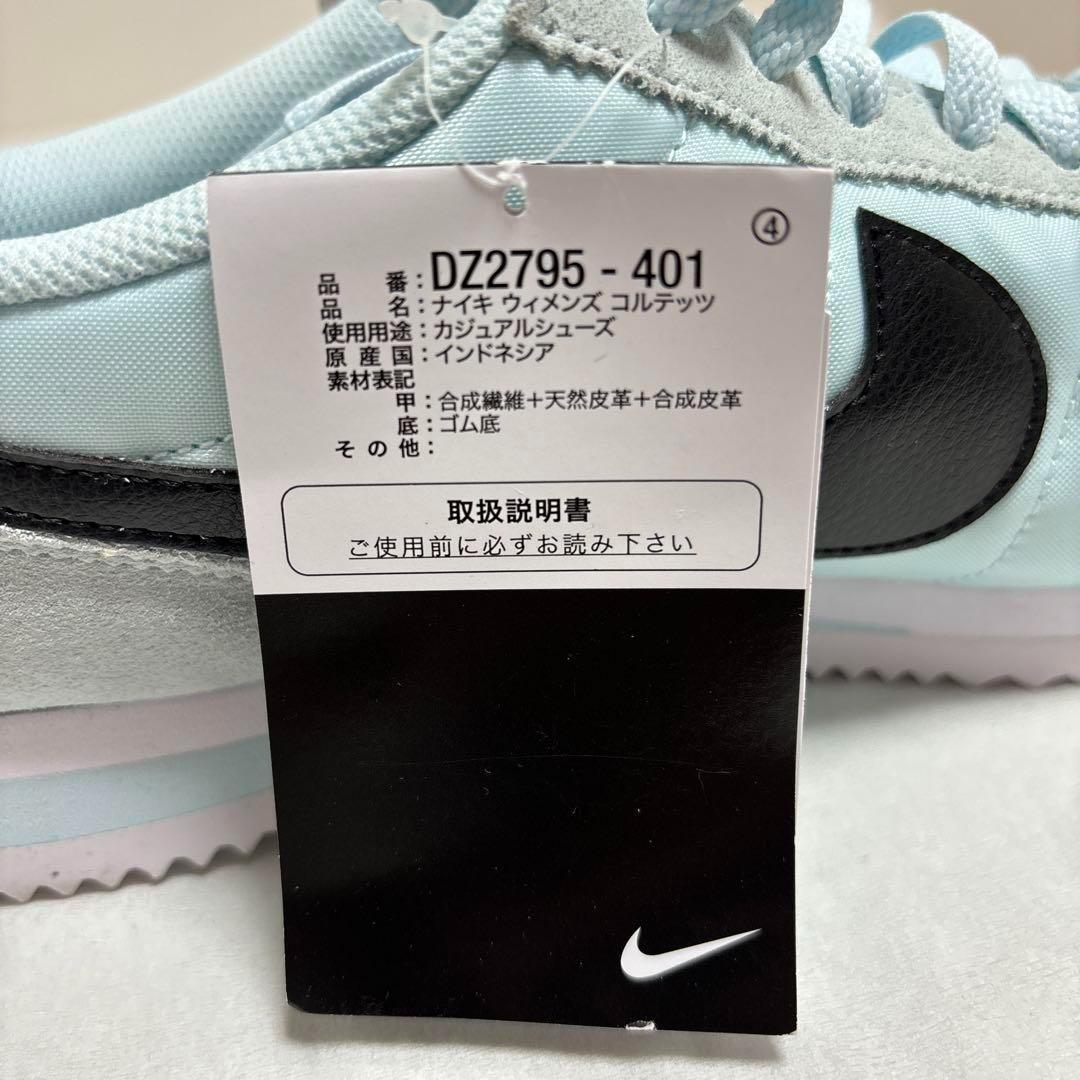 ④
品番：DZ2795 - 401
品名：ナイキ ウィメンズ コルテッツ
使用用途：カジュアルシューズ
原産国：インドネシア
素材表記
甲：合成繊維＋天然皮革＋合成皮革
底：ゴム底
その他：
取扱説明書
ご使用前に必ずお読み下さい